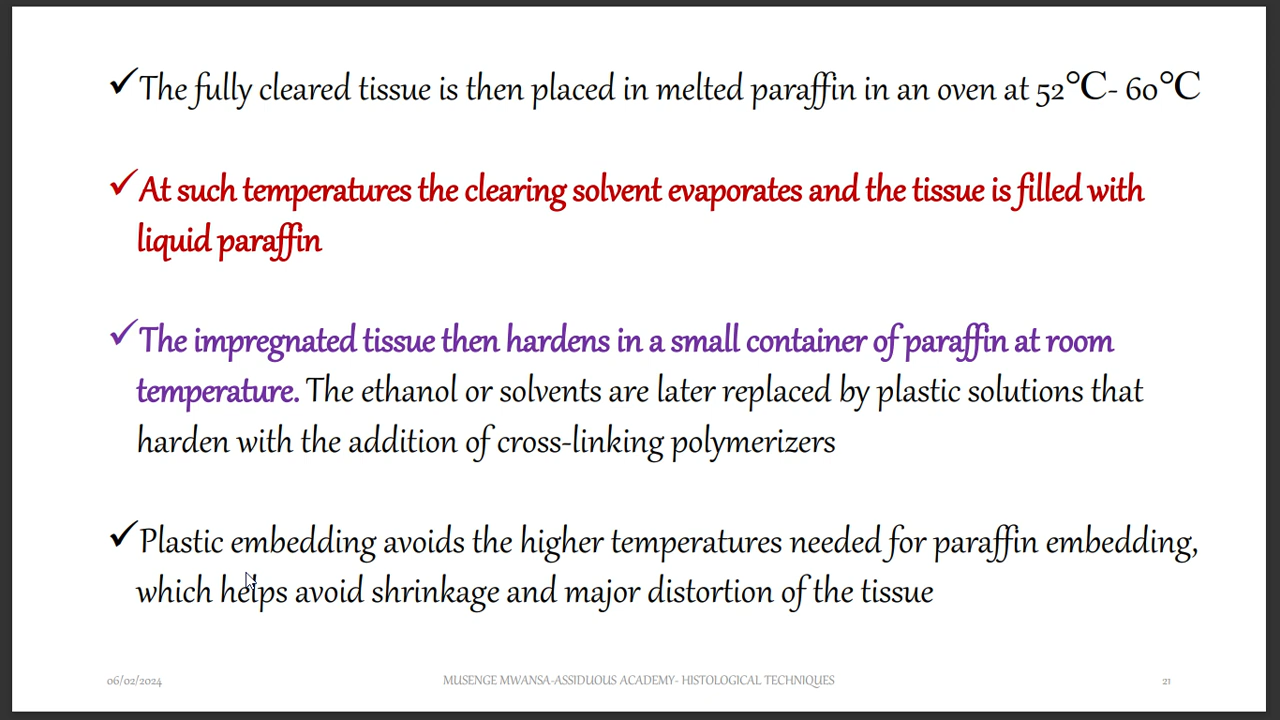 ✓The fully cleared tissue is then placed in melted paraffin in an oven at 52℃- 60℃
✓At such temperatures the clearing solvent evaporates and the tissue is filled with
liquid paraffin
✓The impregnated tissue then hardens in a small container of paraffin at room
temperature. The ethanol or solvents are later replaced by plastic solutions that
harden with the addition of cross-linking polymerizers
✓Plastic embedding avoids the higher temperatures needed for paraffin embedding,
which helps avoid shrinkage and major distortion of the tissue
06/02/2024 MUSENGE MWANSA-ASSIDUOUS ACADEMY- HISTOLOGICAL TECHNIQUES 21